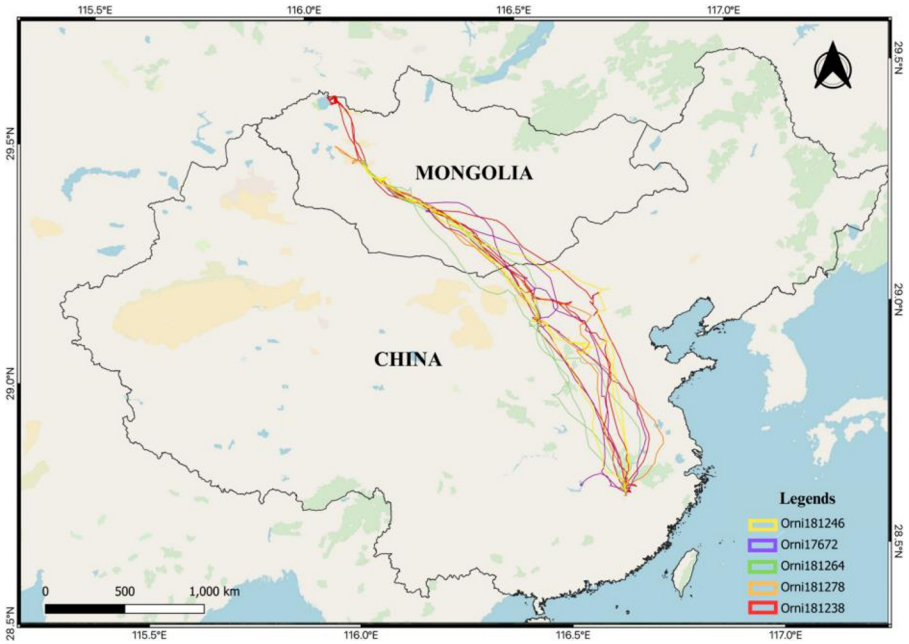 115.5°E 116.0°E 116.5°E 117.0°E
29.5°N
29.5°N
MONGOLIA
29.0°N
CHINA
29.0°N
Legends
Orni181246
Orni17672
28.5°N
Orni181264
Orni181278
0 500 1,000 km
Orni181238
28.5°N
115.5°E 116.0°E 116.5°E 117.0°E